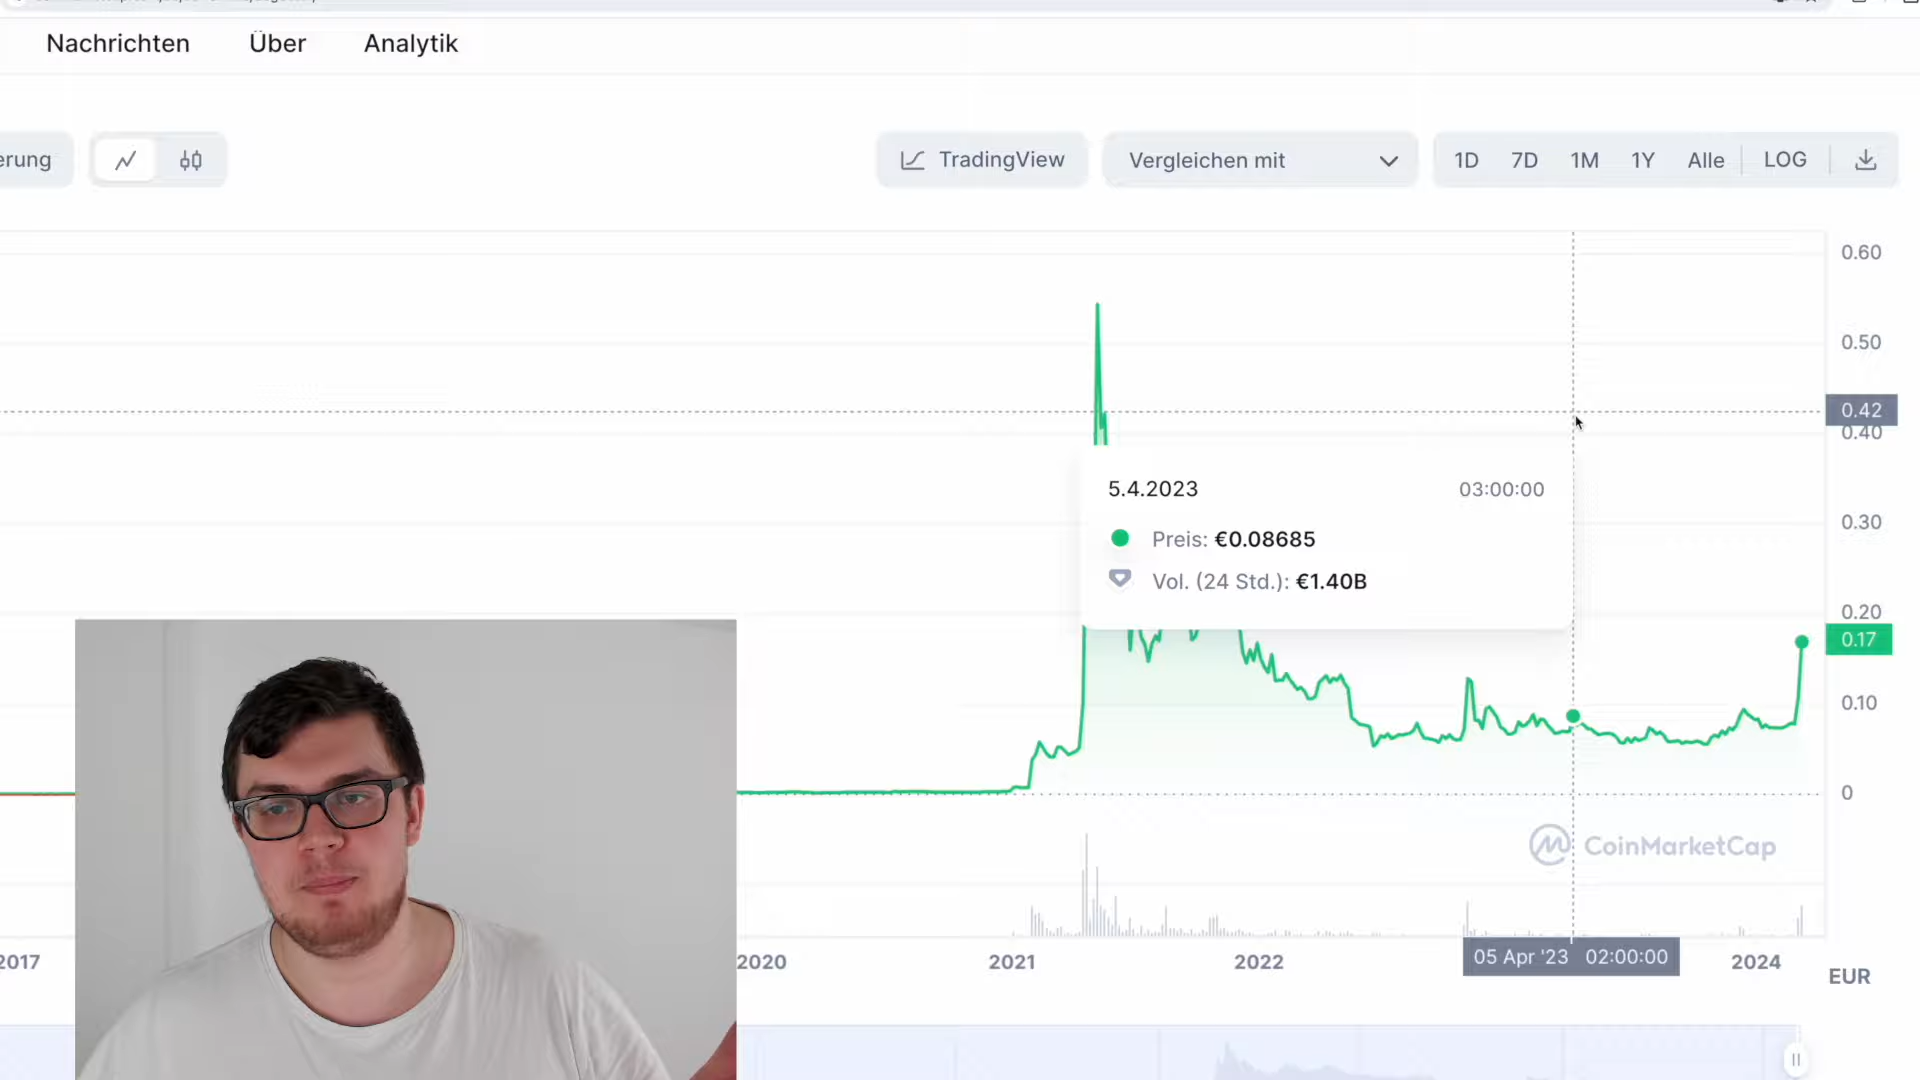 Nachrichten Über Analytik
erung TradingView Vergleichen mit 1D 7D 1M 1Y Alle LOG
0.60
0.50
0.42
0.40
5.4.2023 03:00:00
0.30
Preis: €0.08685
Vol. (24 Std.): €1.40B
0.20
0.17
0.10
0
CoinMarketCap
2017 2020 2021 2022 05 Apr '23 02:00:00 2024
EUR